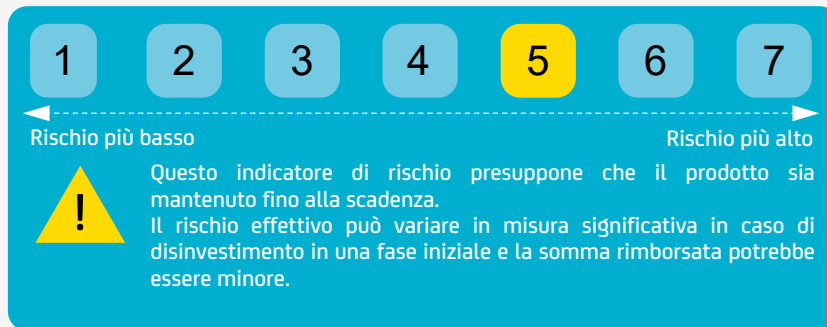 1 2 3 4 5 6 7
Rischio più basso Rischio più alto
! Questo indicatore di rischio presuppone che il prodotto sia
mantenuto fino alla scadenza.
Il rischio effettivo può variare in misura significativa in caso di
disinvestimento in una fase iniziale e la somma rimborsata potrebbe
essere minore.